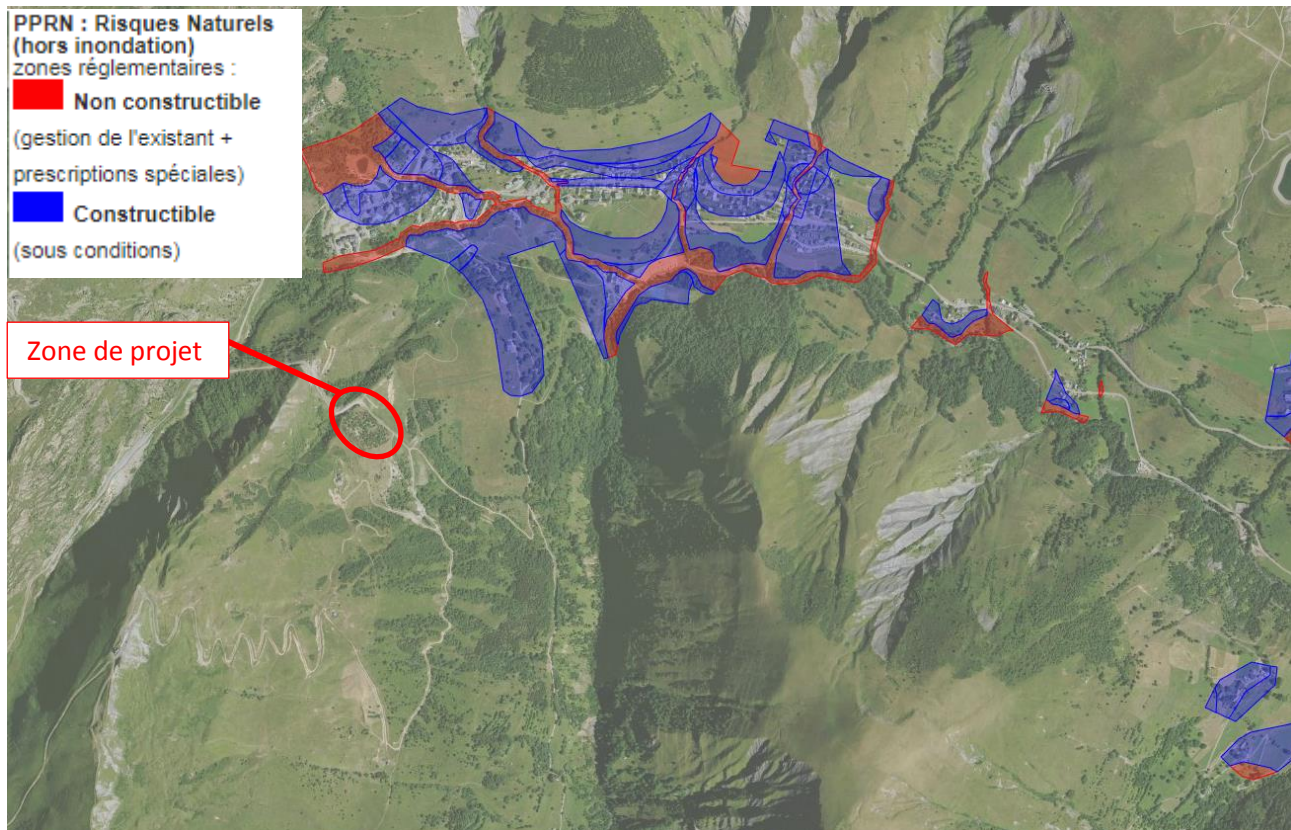 PPRN : Risques Naturels
(hors inondation)
zones réglementaires :
Non constructible
(gestion de l'existant +
prescriptions spéciales)
Constructible
(sous conditions)
Zone de projet